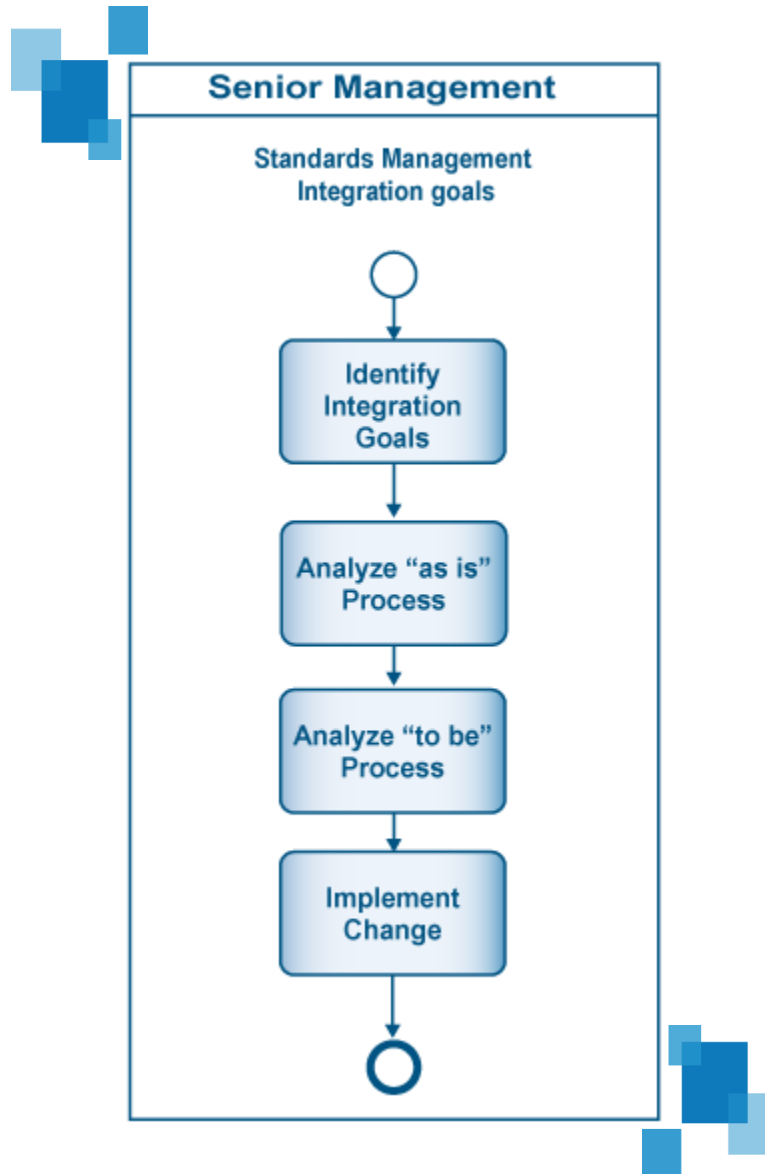 Senior Management
Standards Management
Integration goals
Identify
Integration
Goals
Analyze “as is”
Process
Analyze “to be”
Process
Implement
Change